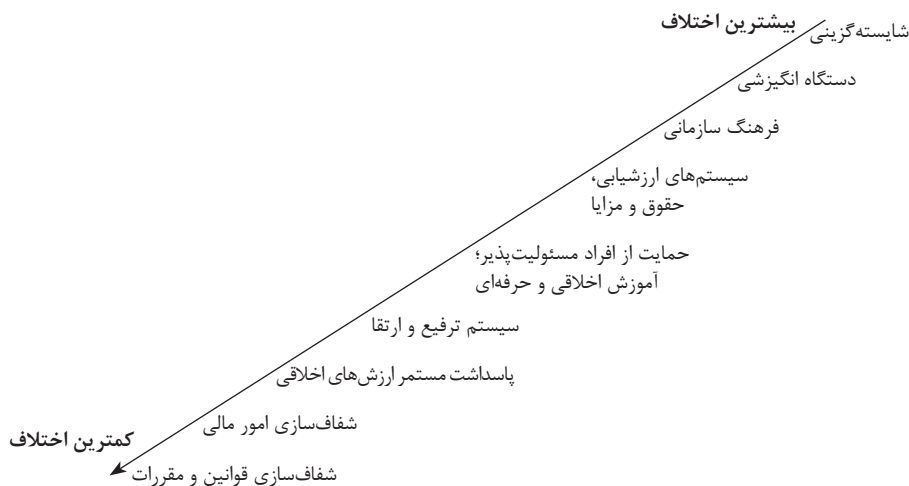 بیشترین اختلاف
شایسته‌گزینی
دستگاه انگیزشی
فرهنگ سازمانی
سیستم‌های ارزشیابی،
حقوق و مزایا
حمایت از افراد مسئولیت‌پذیر؛
آموزش اخلاقی و حرفه‌ای
سیستم ترفیع و ارتقا
پاسداشت مستمر ارزش‌های اخلاقی
شفاف‌سازی امور مالی
کمترین اختلاف
شفاف‌سازی قوانین و مقررات